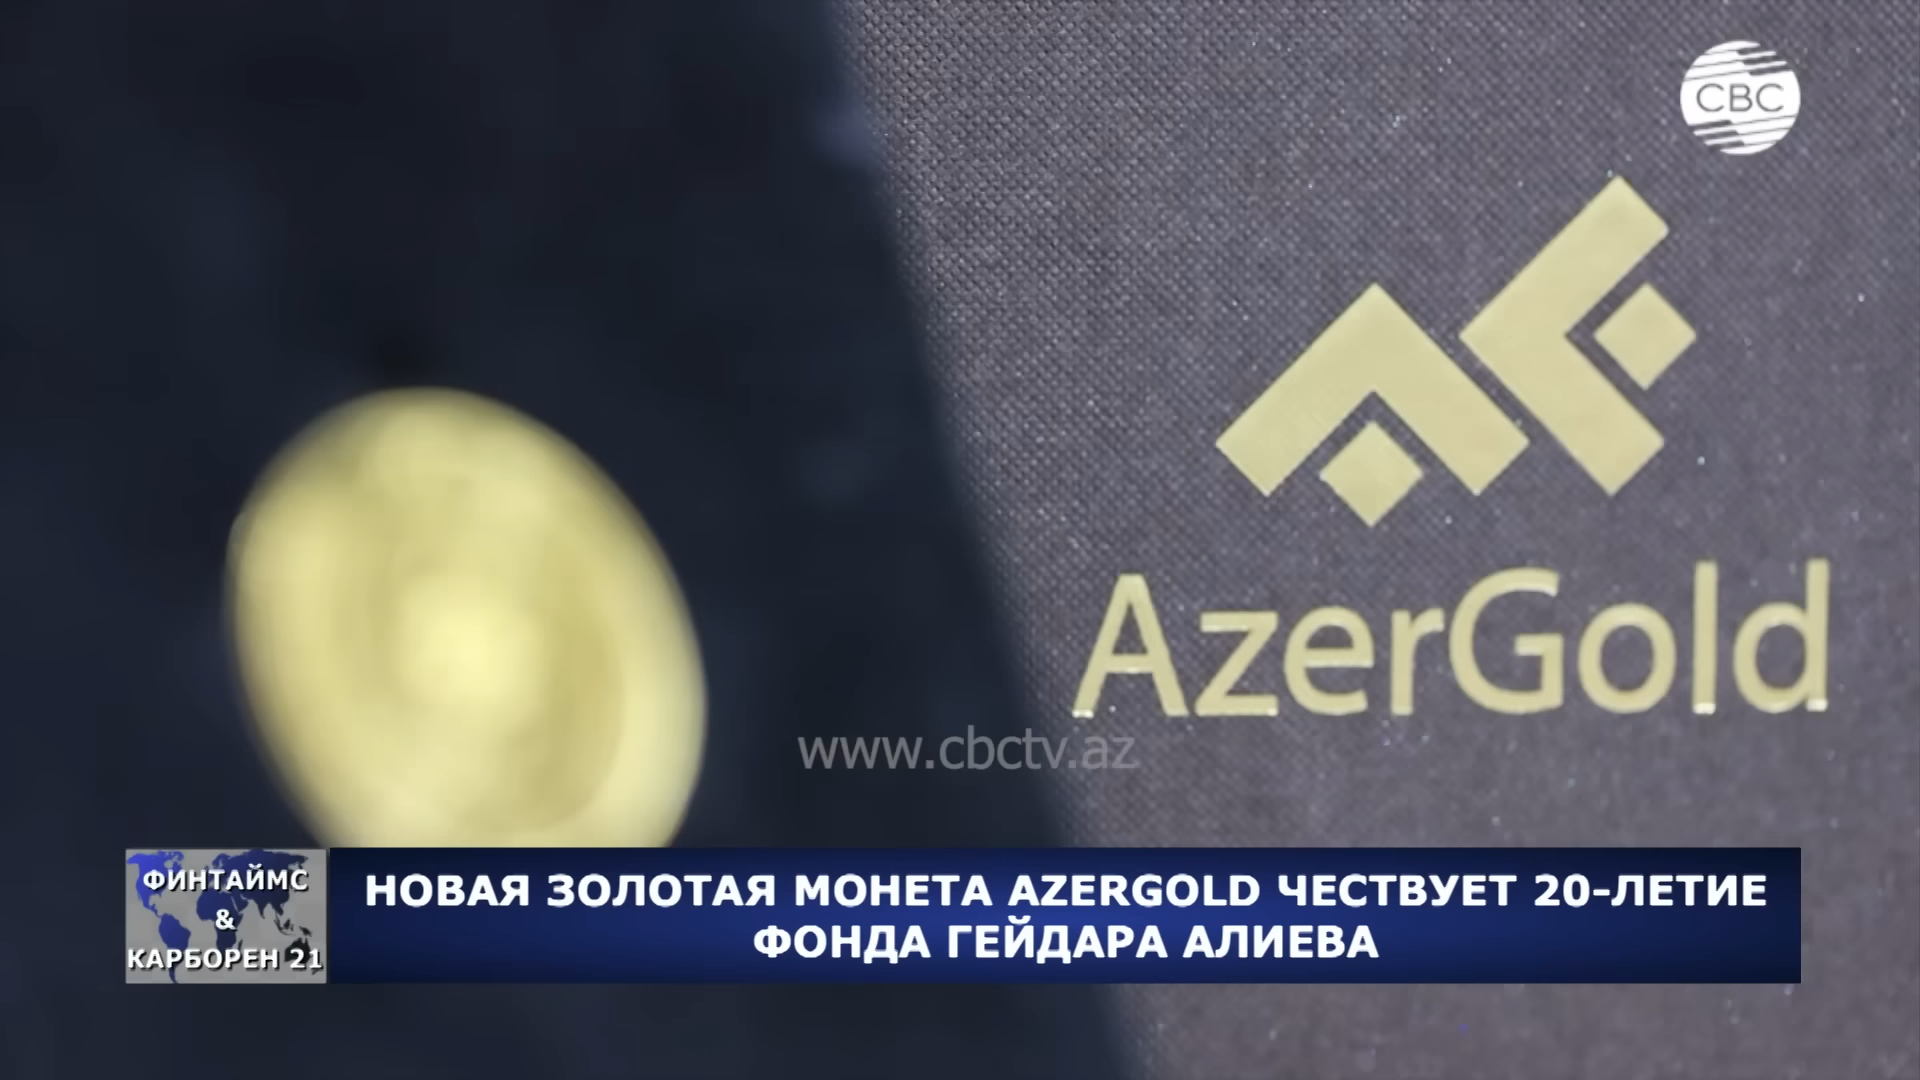 CBC
AzerGold
www.cbctv.az
ФИНТАЙМС
&
КАРБОРЕН 21
НОВАЯ ЗОЛОТАЯ МОНЕТА AZERGOLD ЧЕСТВУЕТ 20-ЛЕТИЕ
ФОНДА ГЕЙДАРА АЛИЕВА